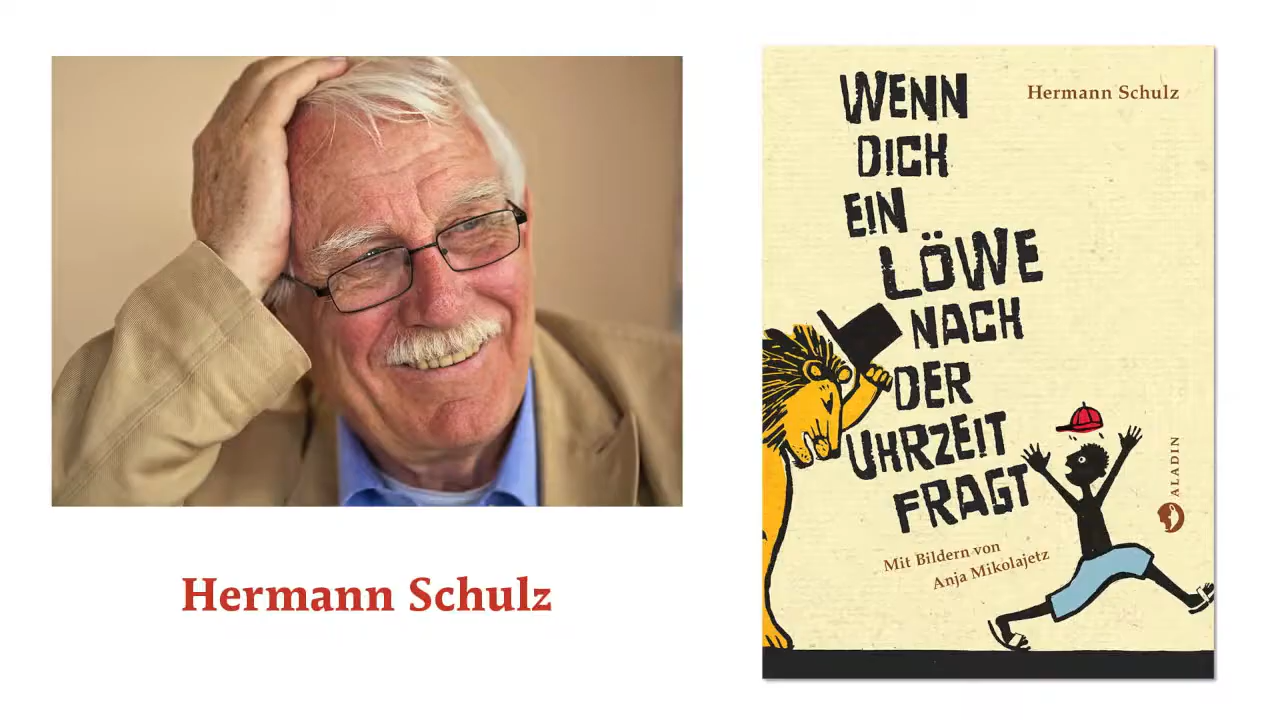 Hermann Schulz
WENN
DICH
EIN
LÖWE
NACH
DER
UHRZEIT
FRAGT
Hermann Schulz
Mit Bildern von
Anja Mikolajetz
ALADIN